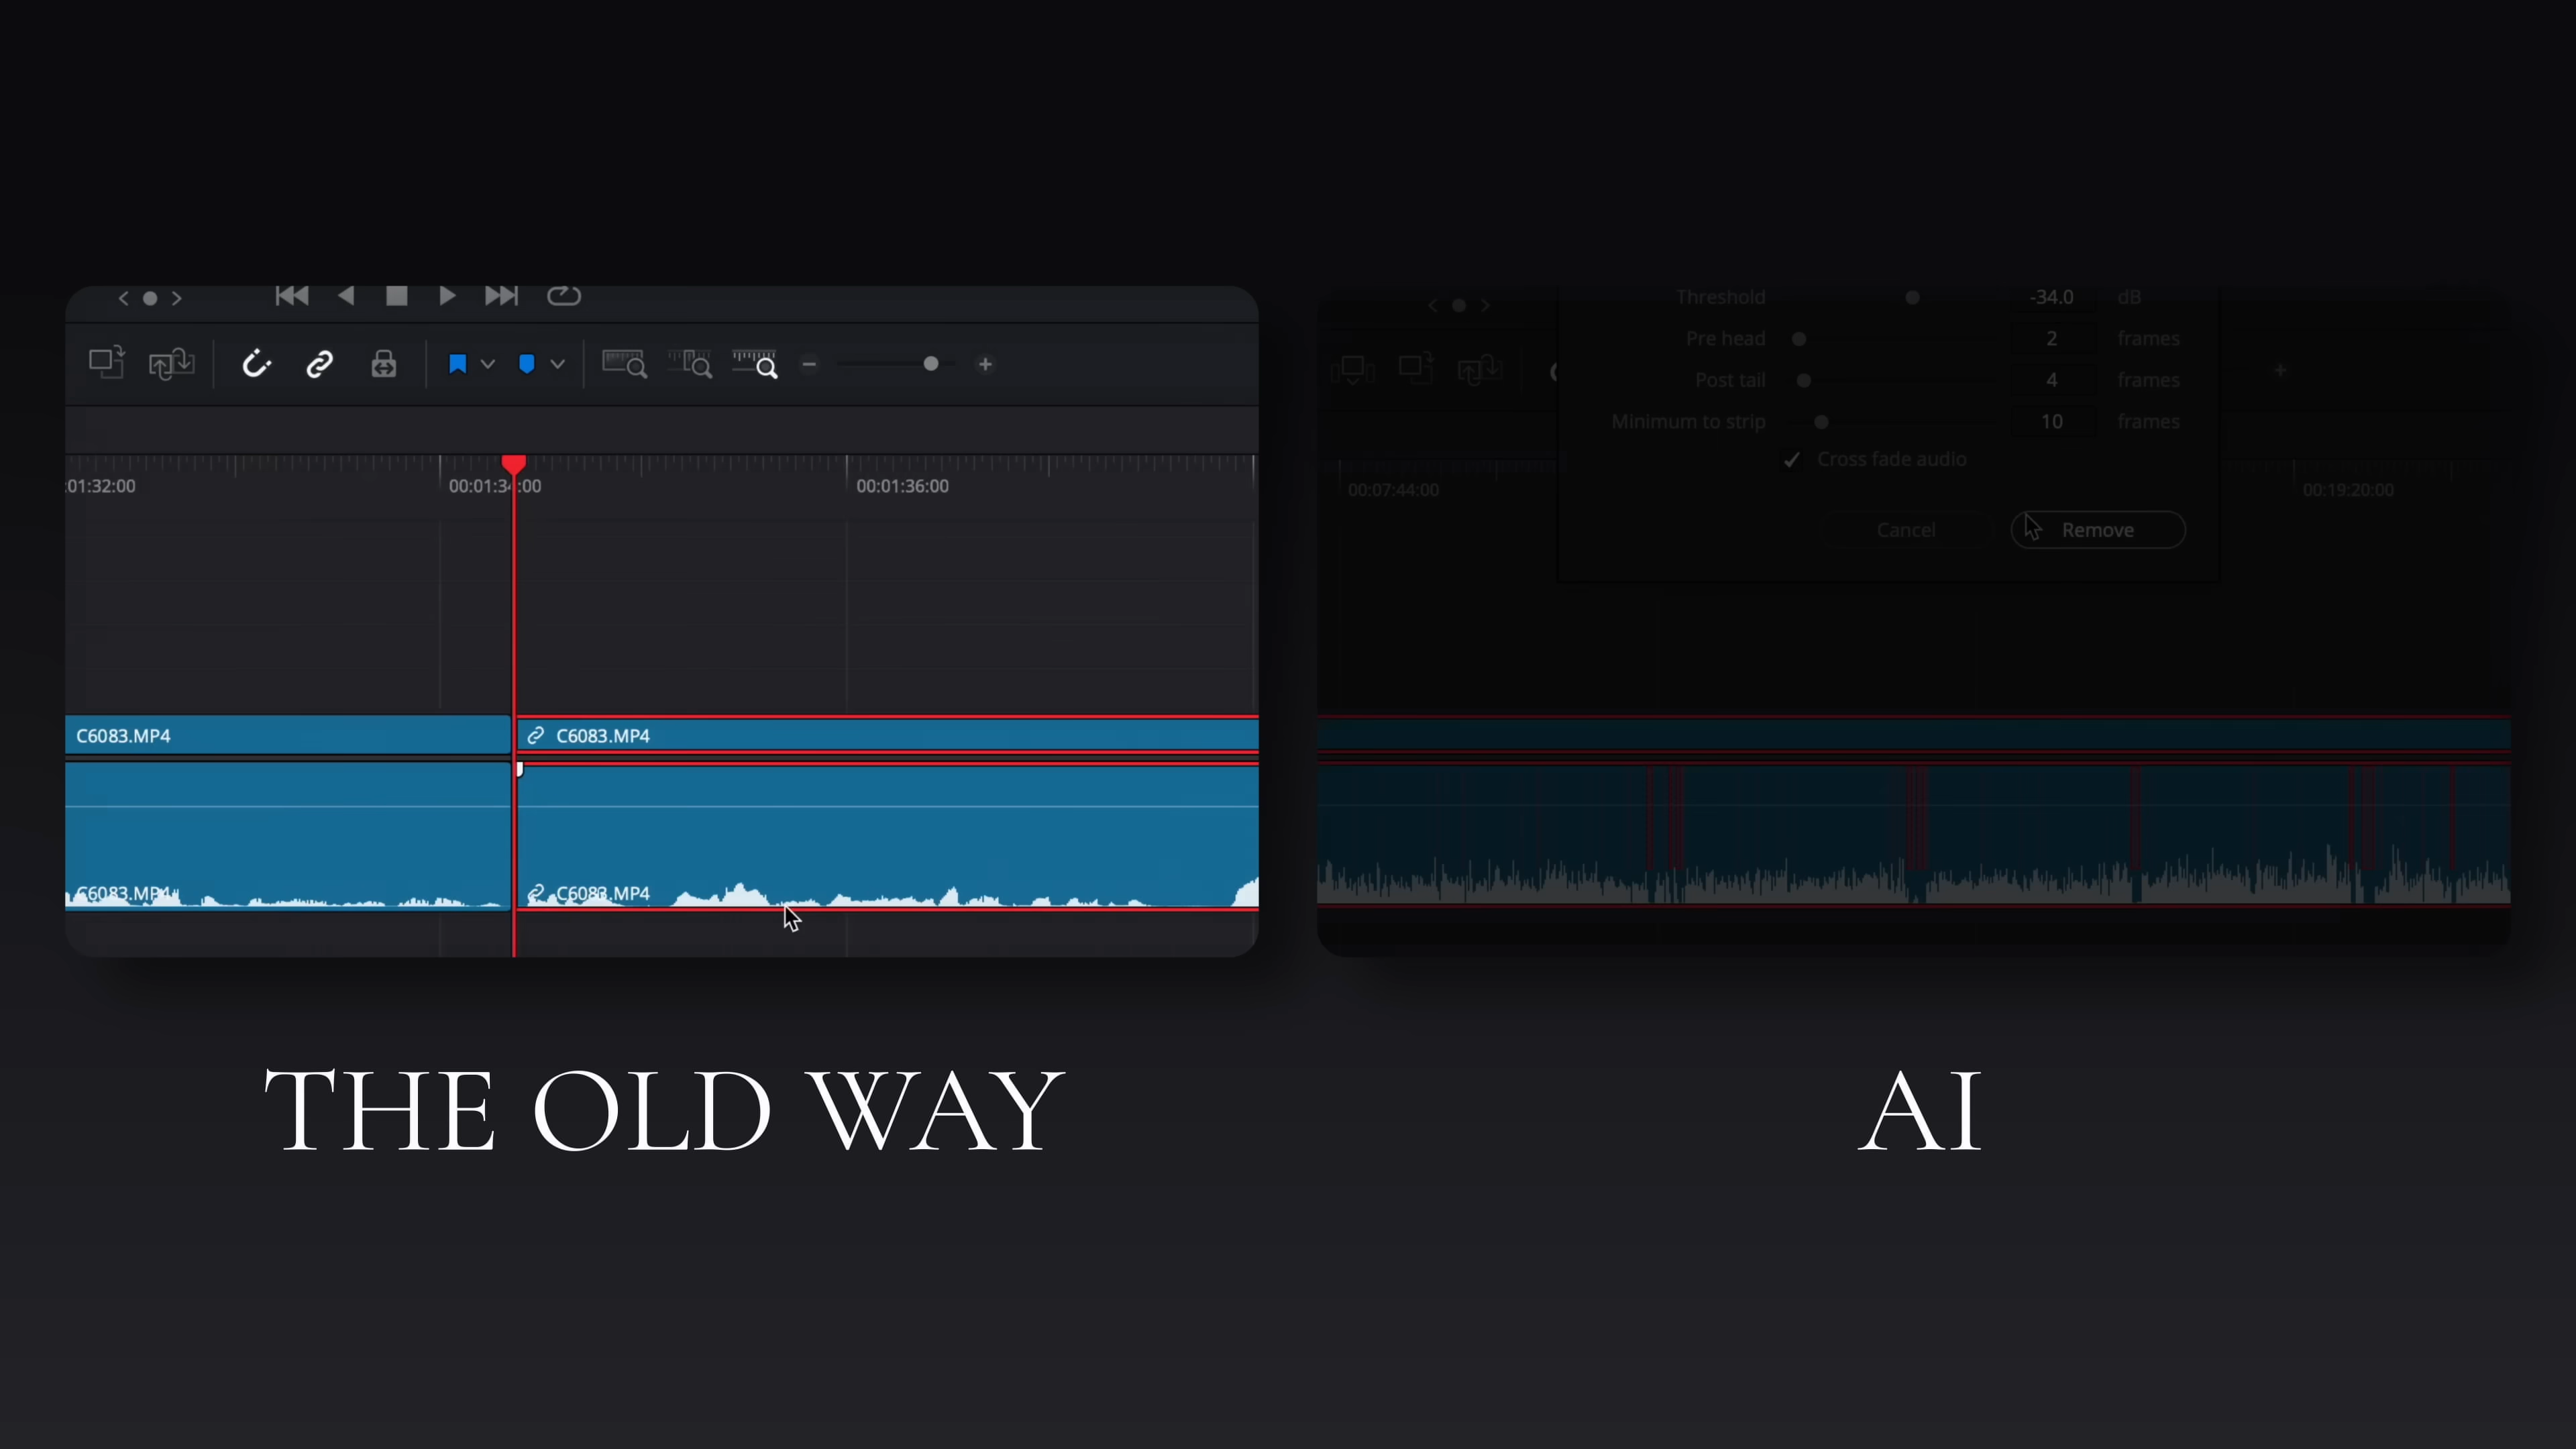 :01:32:00
00:01:34:00
00:01:36:00
C6083.MP4
C6083.MP4
C6083.MP4
C6083.MP4
Threshold -34.0 dB
Pre head 2 frames
Post tail 4 frames
Minimum to strip 10 frames
Cross fade audio
00:07:44:00
00:19:20:00
Cancel
Remove
THE OLD WAY
AI